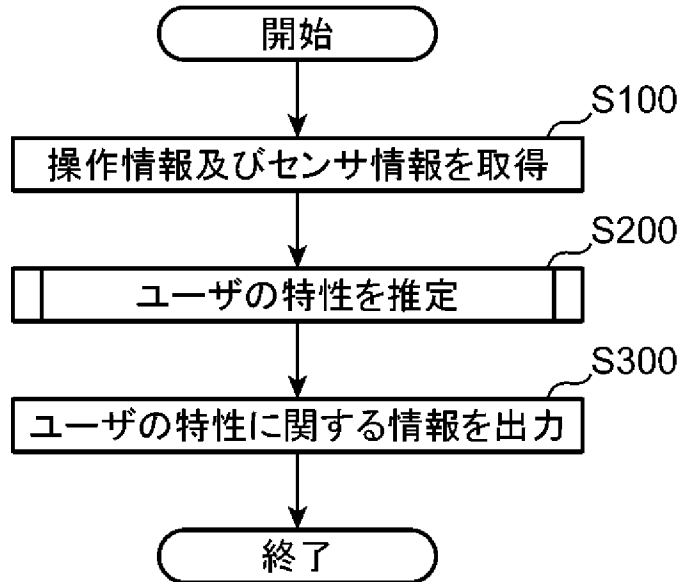 開始
S100
操作情報及びセンサ情報を取得
S200
ユーザの特性を推定
S300
ユーザの特性に関する情報を出力
終了